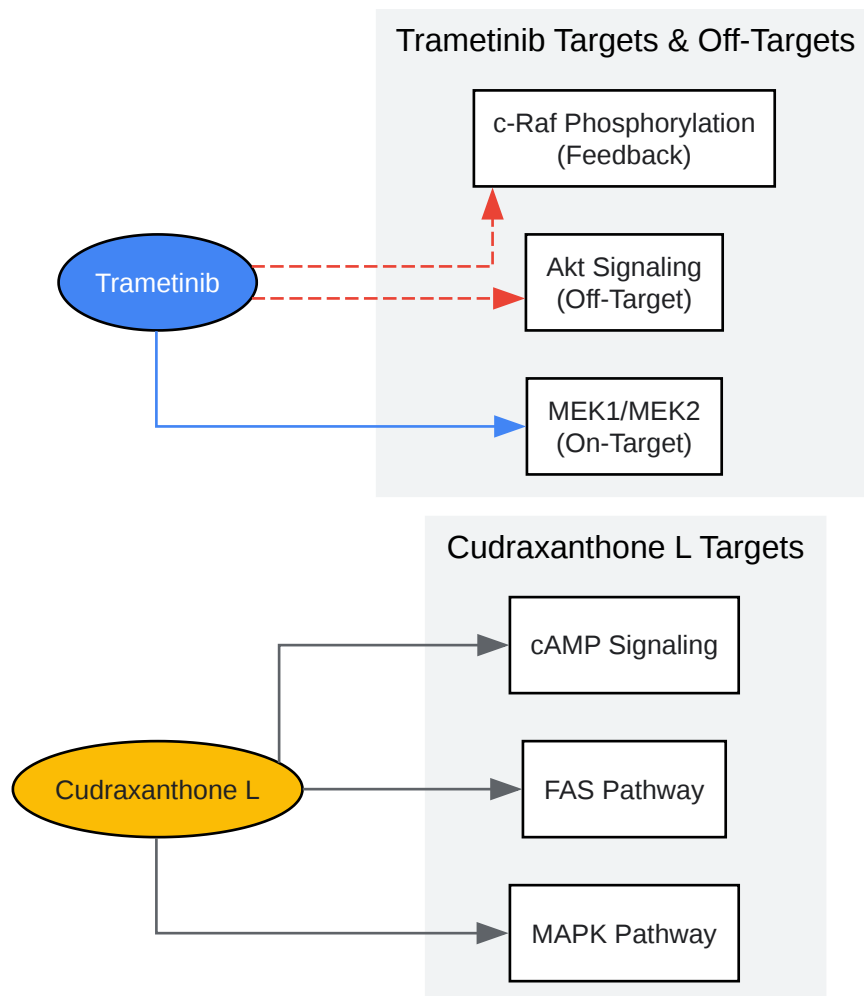 Trametinib Targets & Off-Targets
c-Raf Phosphorylation
(Feedback)
Trametinib
Akt Signaling
(Off-Target)
MEK1/MEK2
(On-Target)
Cudraxanthone L Targets
cAMP Signaling
Cudraxanthone L
FAS Pathway
MAPK Pathway